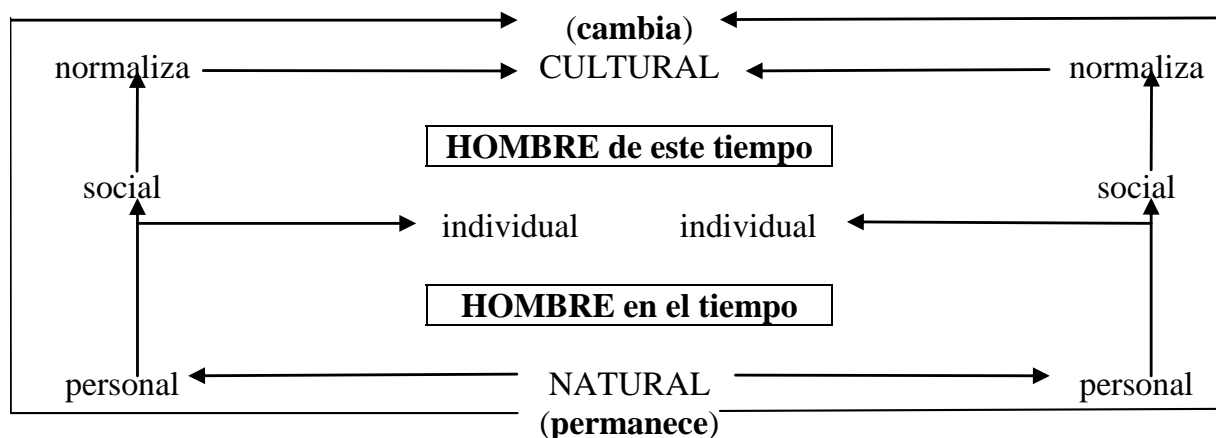 (cambia)
normaliza CULTURAL normaliza
HOMBRE de este tiempo
social social
individual individual
HOMBRE en el tiempo
personal NATURAL personal
(permanece)